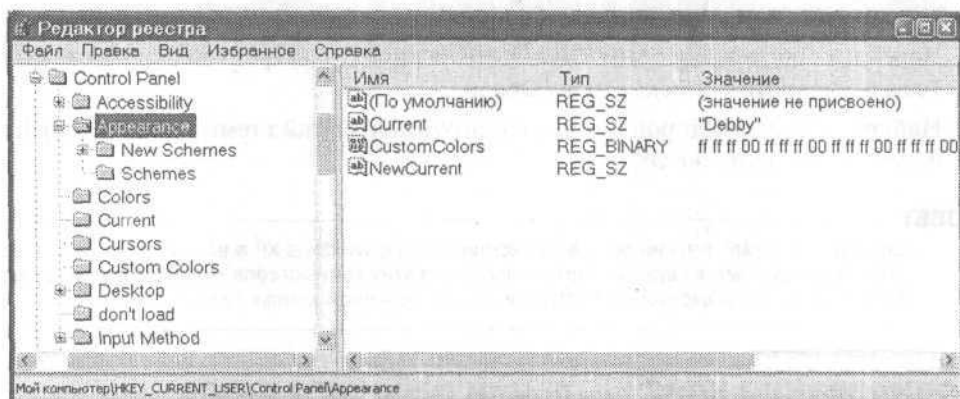 Редактор реестра
Файл Правка Вид Избранное Справка
Control Panel
Accessibility
Appearance
New Schemes
Schemes
Colors
Current
Cursors
Custom Colors
Desktop
don't load
Input Method
Имя Тип Значение
(По умолчанию) REG_SZ (значение не присвоено)
Current REG_SZ "Debby"
CustomColors REG_BINARY ff ff ff 00 ff ff ff 00 ff ff ff 00 ff ff ff 00
NewCurrent REG_SZ
Мой компьютер\HKEY_CURRENT_USER\Control Panel\Appearance